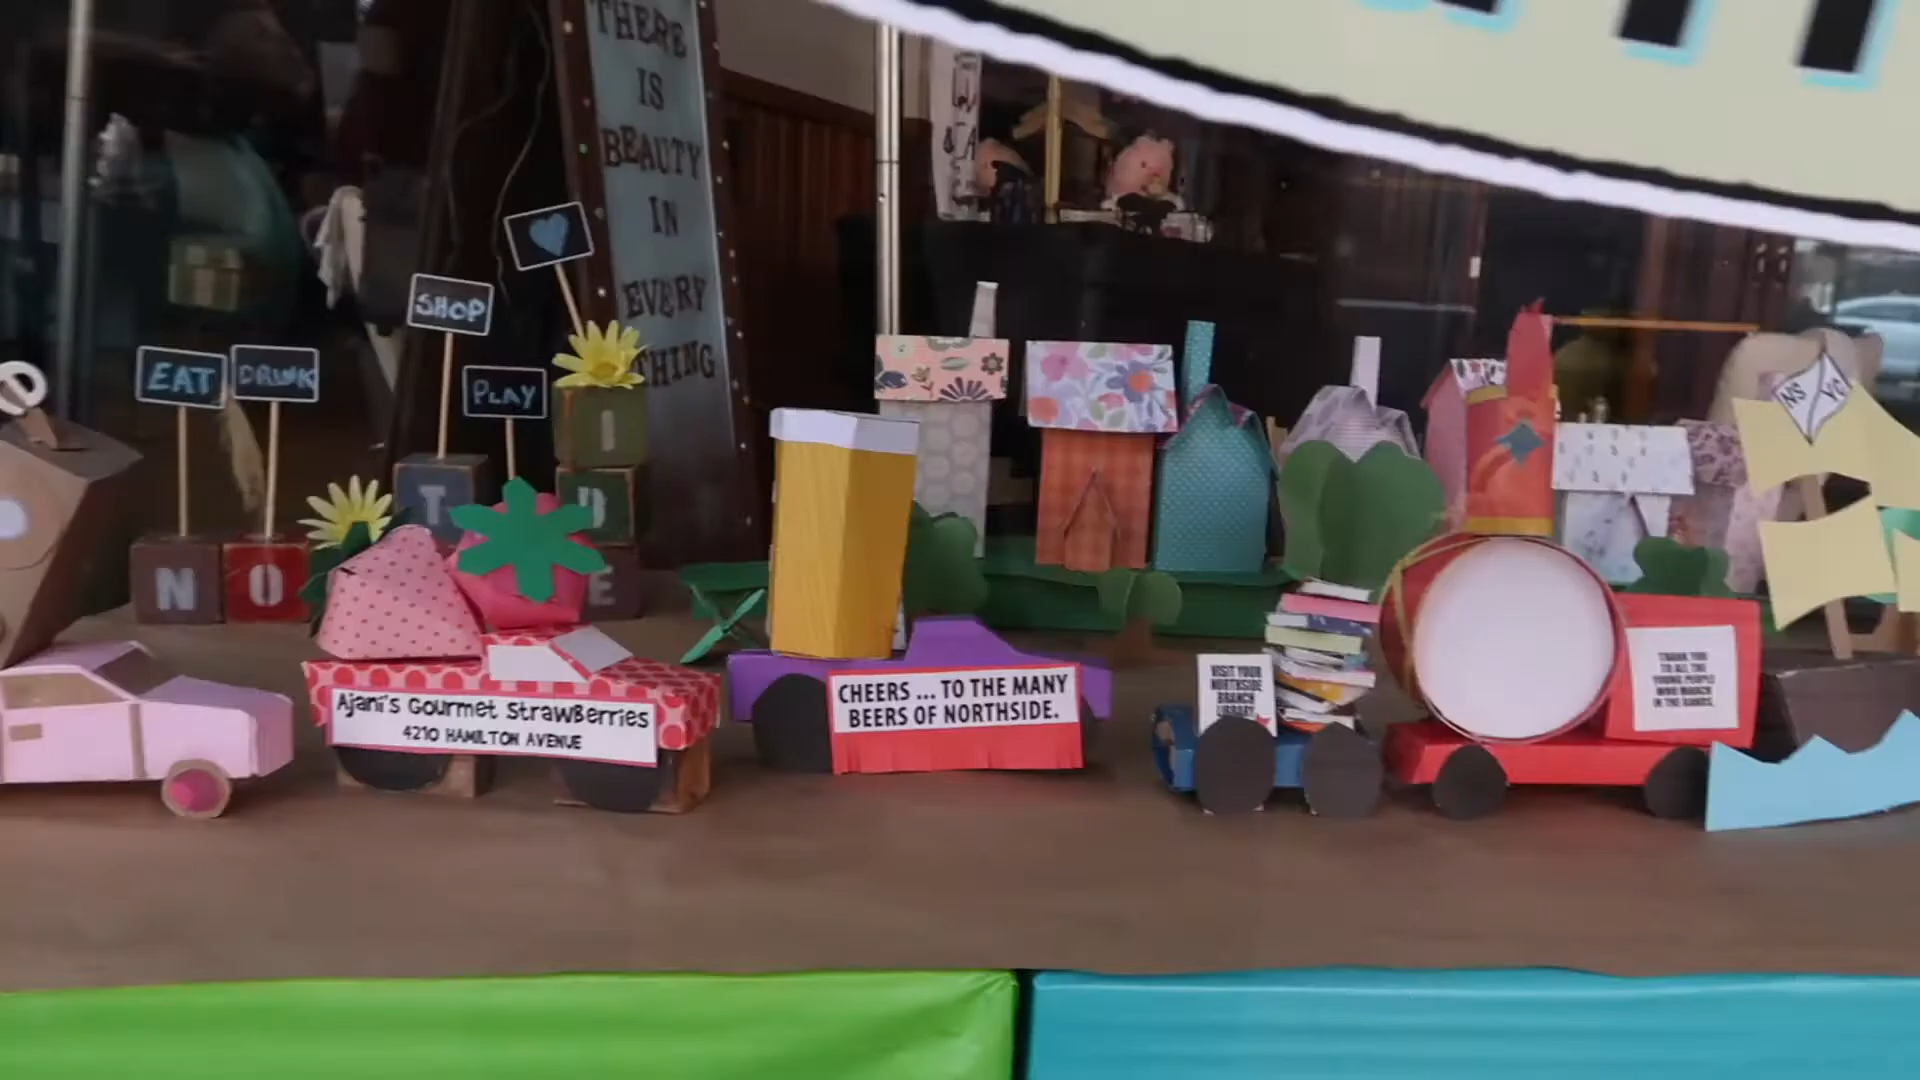 THERE
IS
BEAUTY
IN
EVERY
THING
EAT
DRINK
SHOP
PLAY
N O
T
I
D
E
Ajani's Gourmet Strawberries
4210 HAMILTON AVENUE
CHEERS ... TO THE MANY
BEERS OF NORTHSIDE.
VISIT YOUR
NORTHSIDE
BRANCH
LIBRARY
THANK YOU
TO ALL THE
YOUNG PEOPLE
WHO MARCH
IN THE BANDS.
NS YC